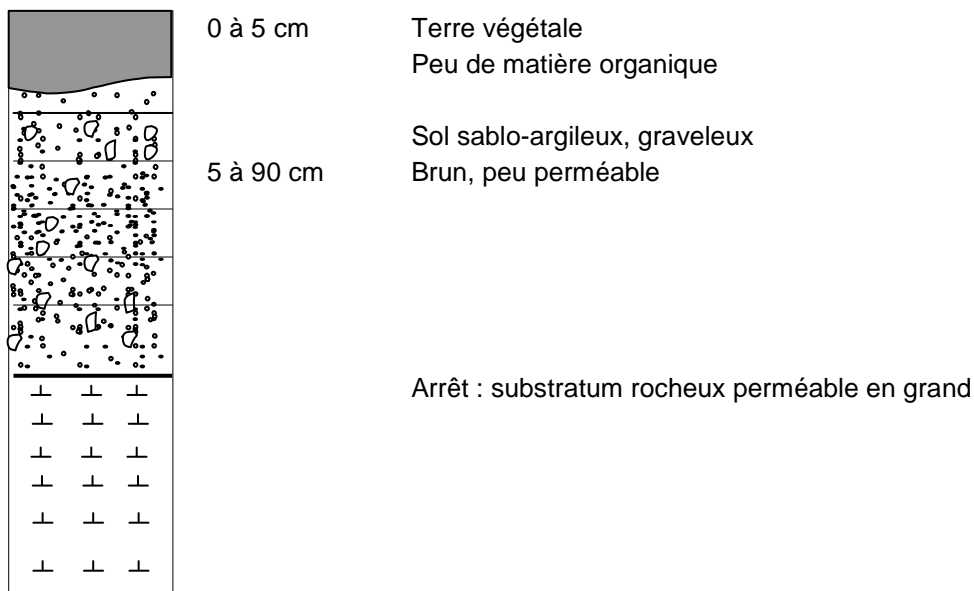 0 à 5 cm Terre végétale
Peu de matière organique
Sol sablo-argileux, graveleux
5 à 90 cm Brun, peu perméable
Arrêt : substratum rocheux perméable en grand